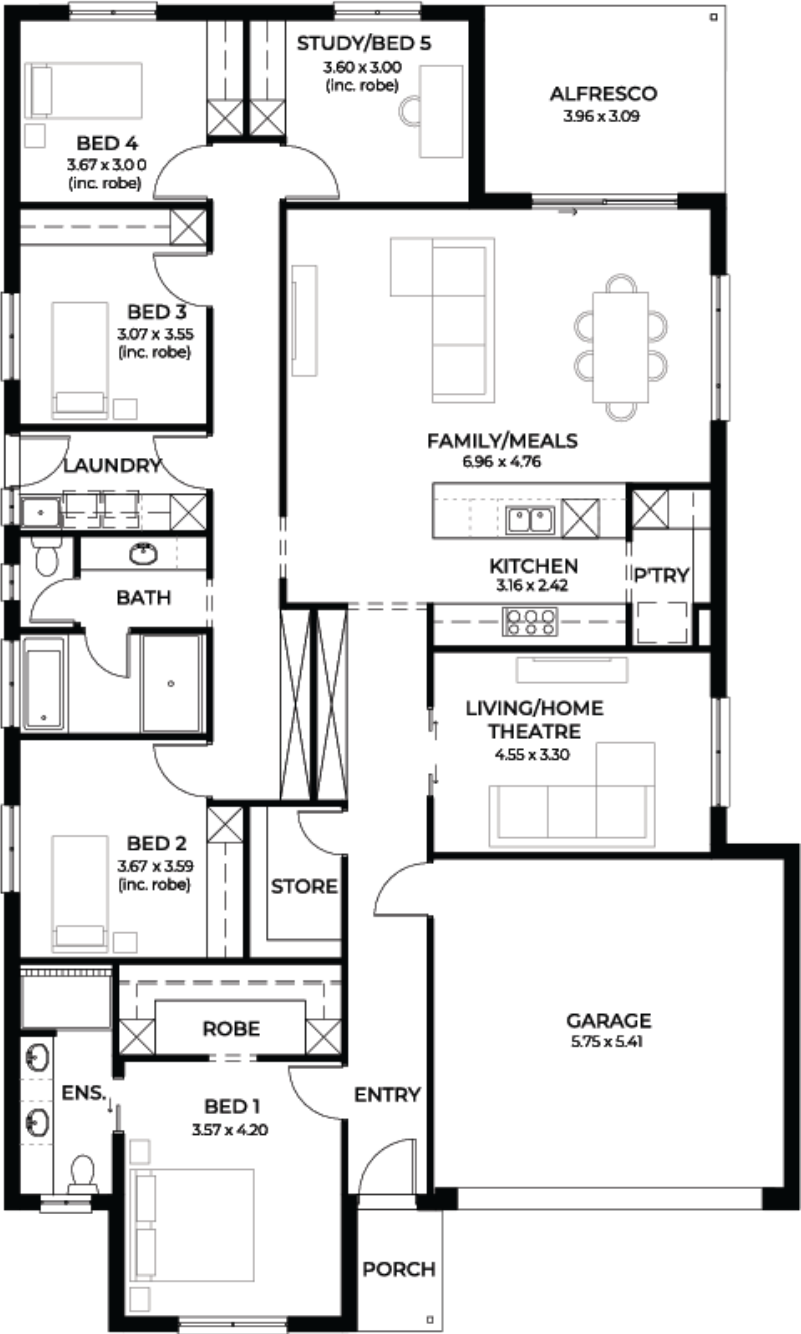 STUDY/BED 5
3.60 x 3.00
(inc. robe)
ALFRESCO
3.96 x 3.09
BED 4
3.67 x 3.0 0
(inc. robe)
BED 3
3.07 x 3.55
(inc. robe)
FAMILY/MEALS
6.96 x 4.76
LAUNDRY
KITCHEN
3.16 x 2.42
P'TRY
BATH
LIVING/HOME
THEATRE
4.55 x 3.30
BED 2
3.67 x 3.59
(inc. robe)
STORE
ROBE
GARAGE
5.75 x 5.41
ENS.
BED 1
3.57 x 4.20
ENTRY
PORCH